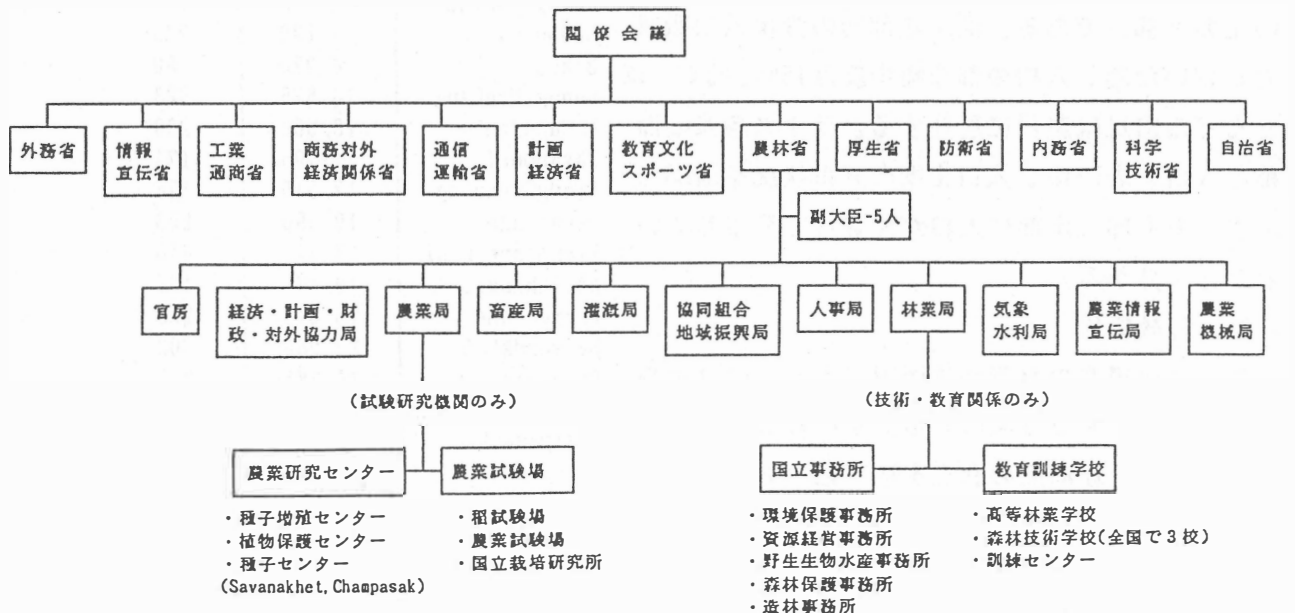 閣僚会議
外務省
情報
宣伝省
工業
通商省
商務対外
経済関係省
通信
運輸省
計画
経済省
教育文化
スポーツ省
農林省
厚生省
防衛省
内務省
科学
技術省
自治省
副大臣-5人
官房
経済・計画・財
政・対外協力局
農業局
畜産局
灌漑局
協同組合
地域振興局
人事局
林業局
気象
水利局
農業情報
宣伝局
農業
機械局
(試験研究機関のみ)
(技術・教育関係のみ)
農業研究センター
農業試験場
国立事務所
教育訓練学校
・種子増殖センター
・植物保護センター
・種子センター
(Savanakhet, Champasak)
・稲試験場
・農業試験場
・国立栽培研究所
・環境保護事務所
・資源経営事務所
・野生生物水産事務所
・森林保護事務所
・造林事務所
・高等林業学校
・森林技術学校(全国で3校)
・訓練センター